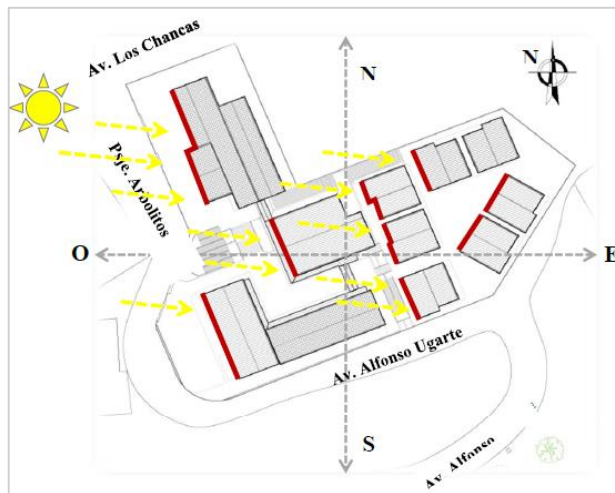 Av. Los Chancas
N
N
Psje. Arbolitos
O
E
Av. Alfonso Ugarte
S
Av. Alfonso